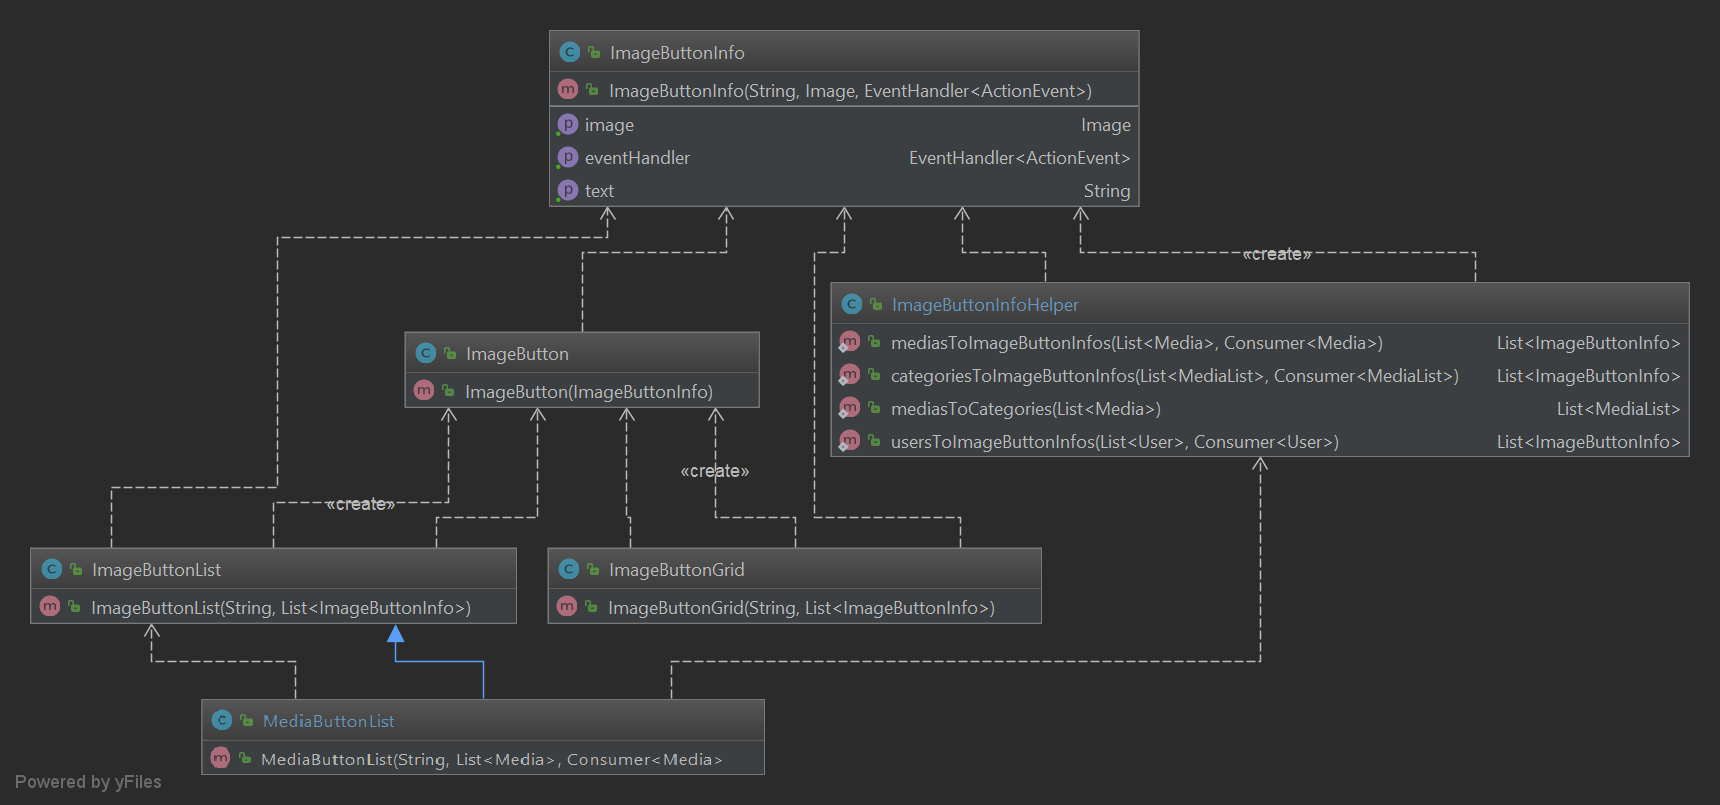 ImageButtonInfo
ImageButtonInfo(String, Image, EventHandler<ActionEvent>)
image Image
eventHandler EventHandler<ActionEvent>
text String
«create»
ImageButtonInfoHelper
mediasToImageButtonInfos(List<Media>, Consumer<Media>) List<ImageButtonInfo>
categoriesToImageButtonInfos(List<MediaList>, Consumer<MediaList>) List<ImageButtonInfo>
mediasToCategories(List<Media>) List<MediaList>
usersToImageButtonInfos(List<User>, Consumer<User>) List<ImageButtonInfo>
ImageButton
ImageButton(ImageButtonInfo)
«create»
«create»
ImageButtonList
ImageButtonList(String, List<ImageButtonInfo>)
ImageButtonGrid
ImageButtonGrid(String, List<ImageButtonInfo>)
MediaButtonList
MediaButtonList(String, List<Media>, Consumer<Media>
Powered by yFiles